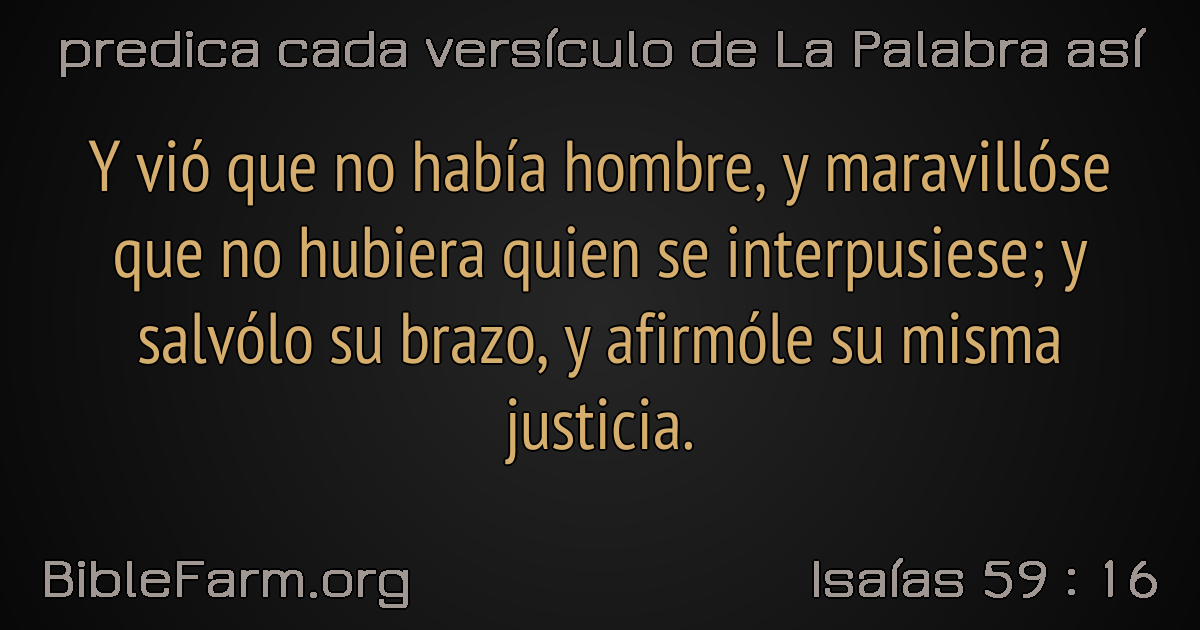 predica cada versículo de La Palabra así
Y vió que no había hombre, y maravillóse
que no hubiera quien se interpusiese; y
salvólo su brazo, y afirmóle su misma
justicia.
BibleFarm.org
Isaías 59 : 16